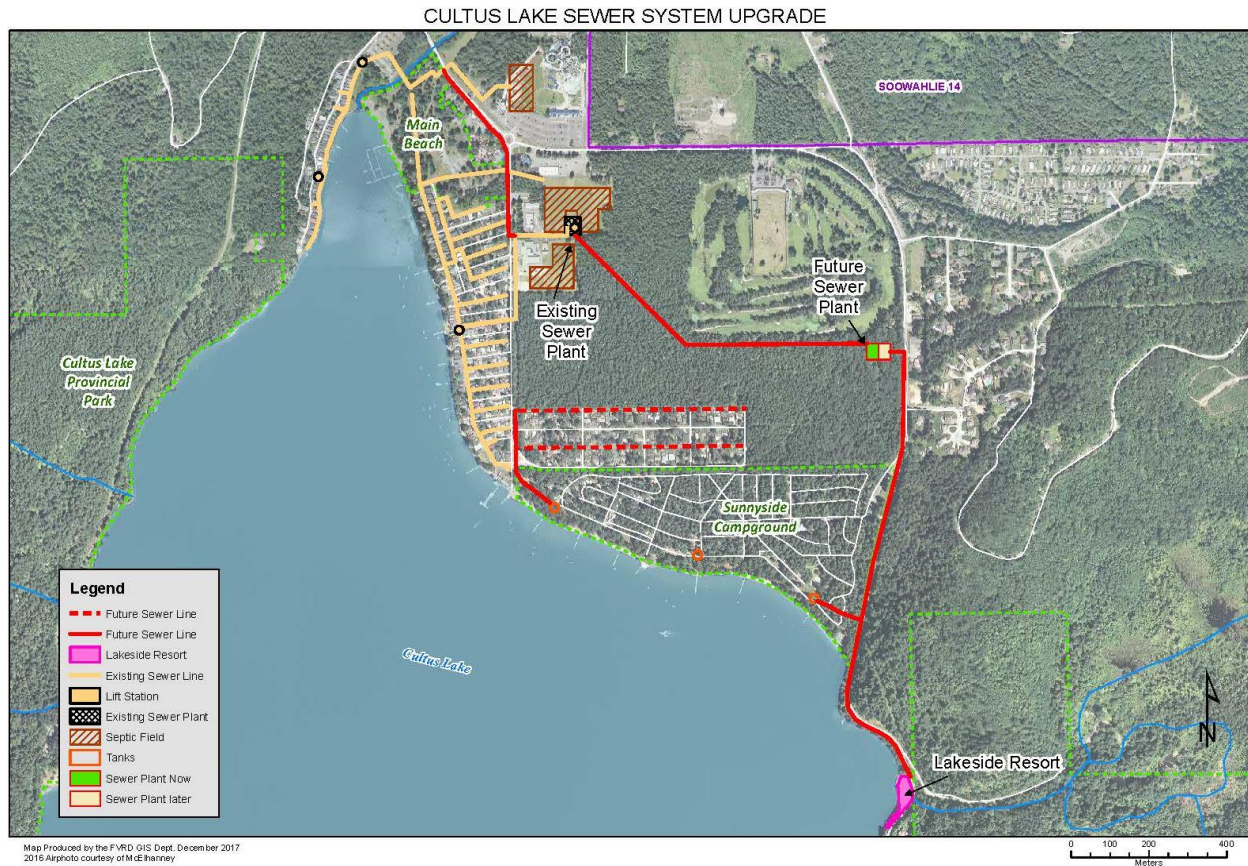 CULTUS LAKE SEWER SYSTEM UPGRADE
SOOWAHLIE 14
Main
Beach
Future
Sewer
Plant
Existing
Sewer
Plant
Cultus Lake
Provincial
Park
Sunnyside
Campground
Cultus Lake
Lakeside Resort
Legend
Future Sewer Line
Future Sewer Line
Lakeside Resort
Existing Sewer Line
Lift Station
Existing Sewer Plant
Septic Field
Tanks
Sewer Plant Now
Sewer Plant later
N
0 100 200 400
Meters
Map Produced by the FVRD GIS Dept. December 2017
2016 Airphoto courtesy of McElhanney